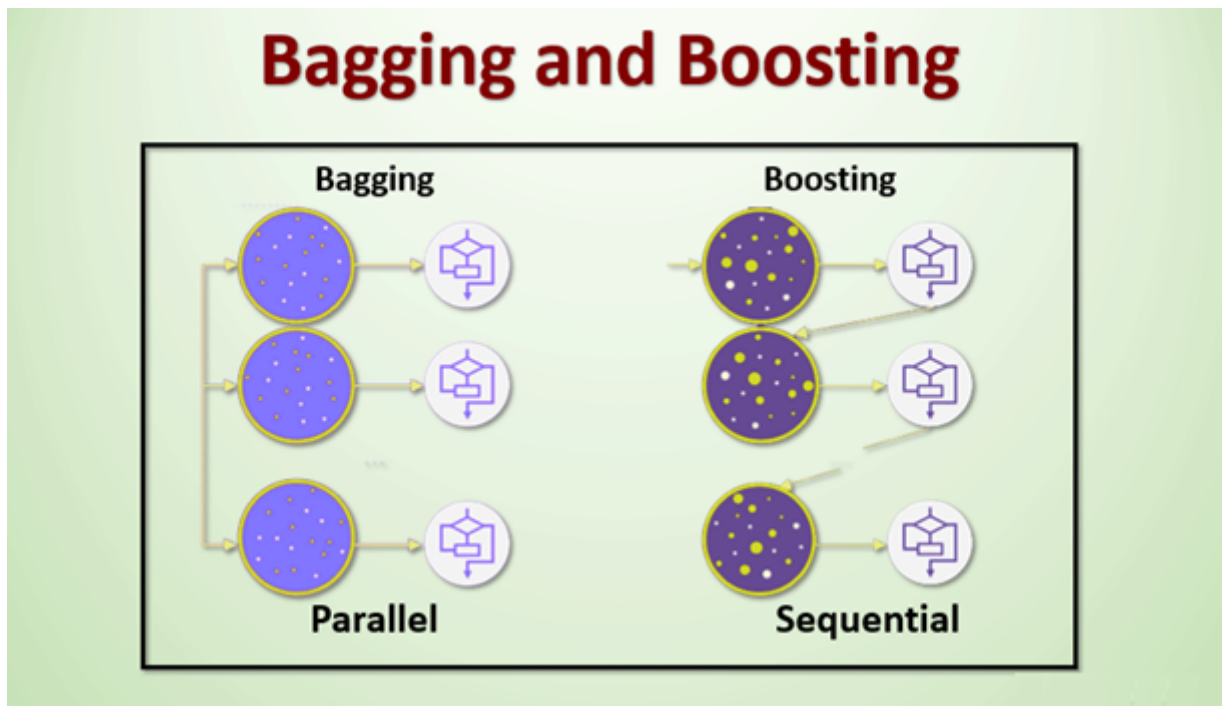 Bagging and Boosting
Bagging
Boosting
Parallel
Sequential